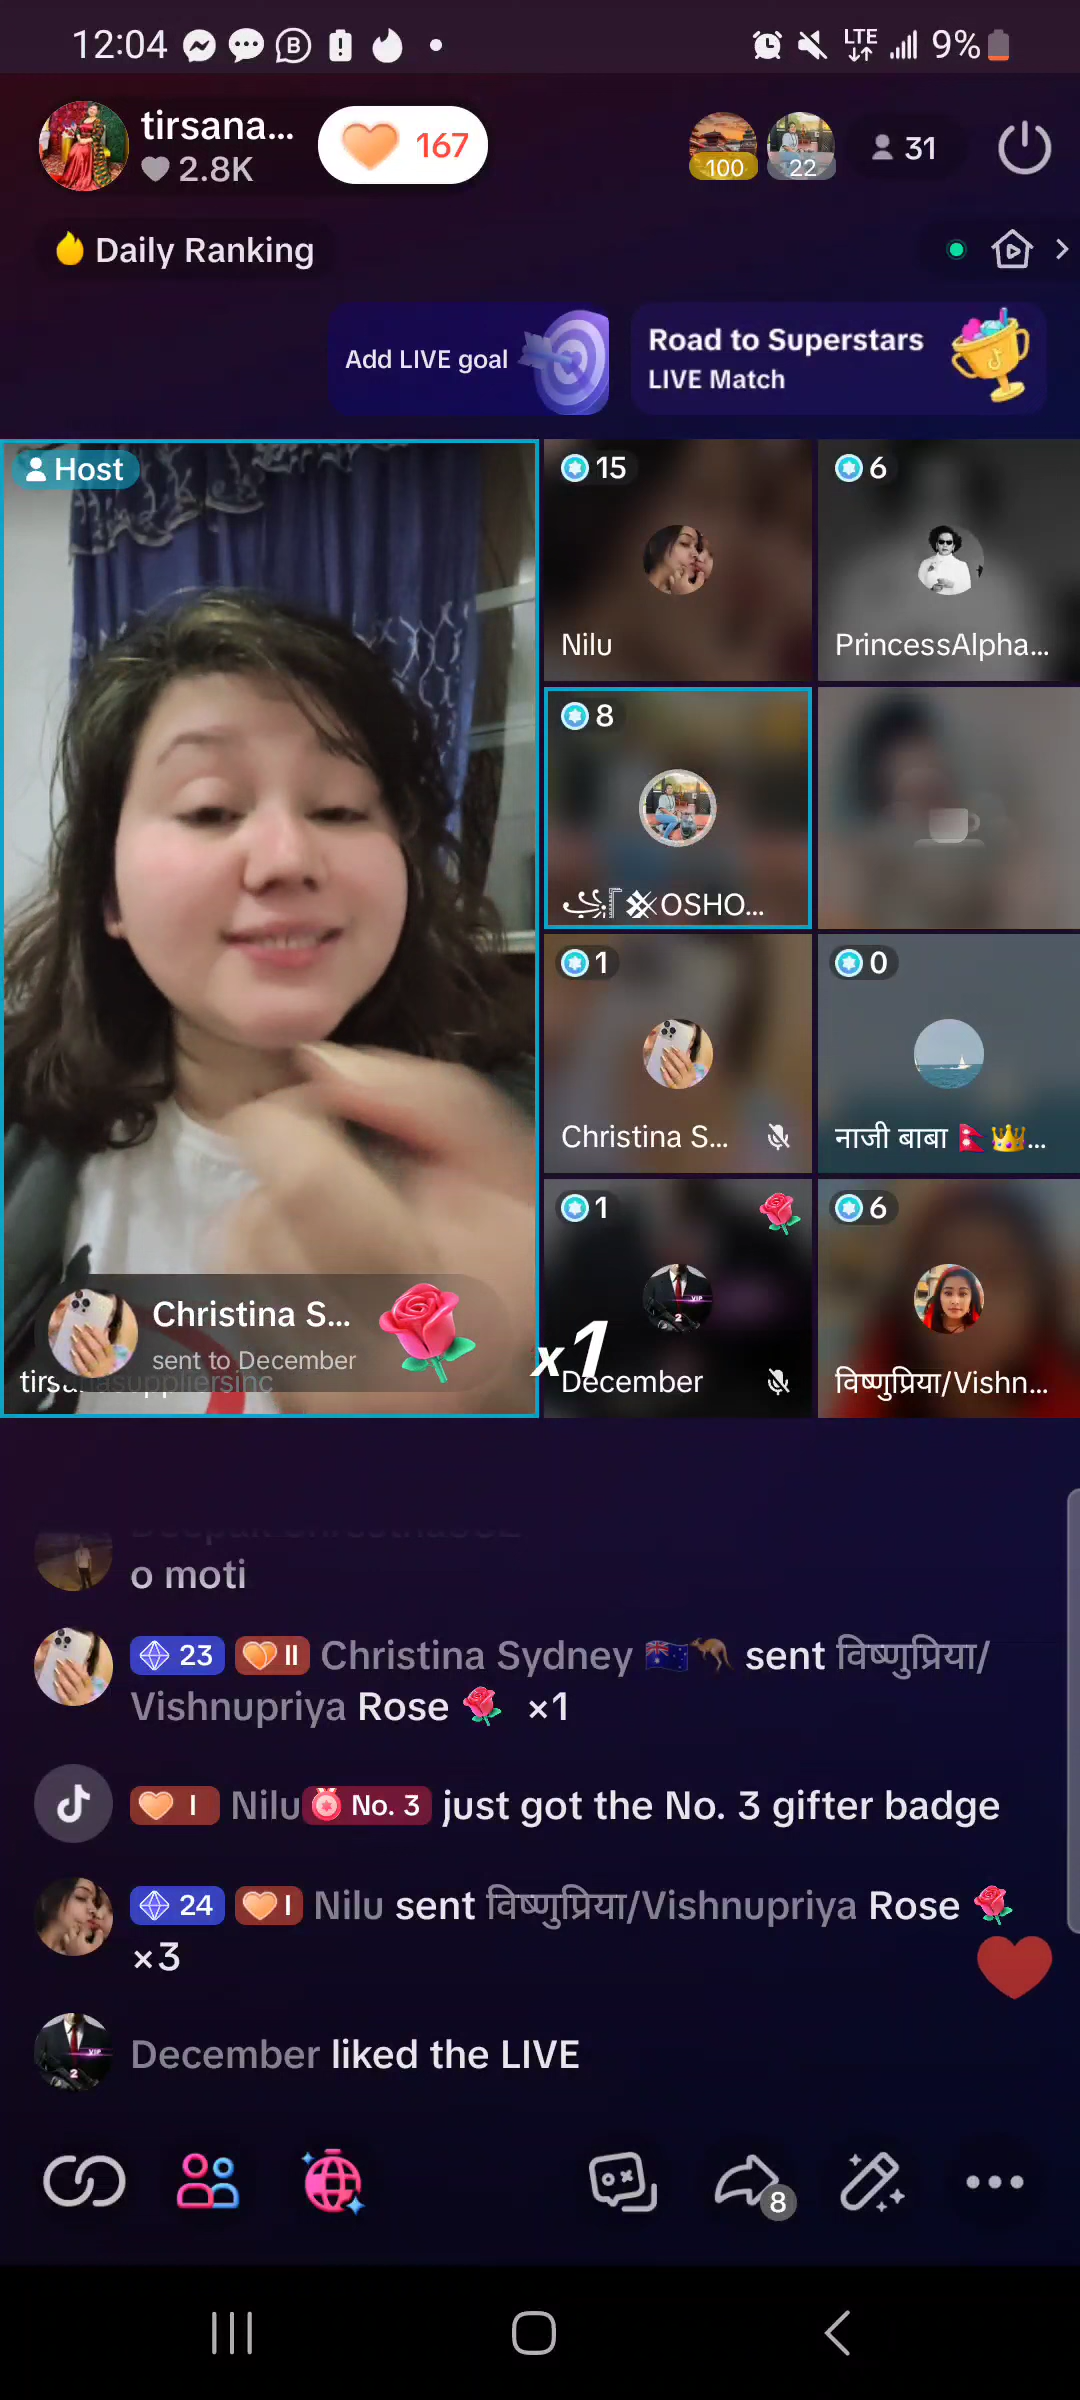 12:04
LTE 9%
tirsana...
2.8K
167
100
22
31
Daily Ranking
Add LIVE goal
Road to Superstars
LIVE Match
Host
15
Nilu
6
PrincessAlpha...
8
OSHO...
1
Christina S...
0
नाजी बाबा 🇳🇵👑...
1
December
6
विष्णुप्रिया/Vishn...
Christina S...
sent to December
x1
tirsanasuppliersinc
o moti
23 II Christina Sydney 🇦🇺🦘 sent विष्णुप्रिया/
Vishnupriya Rose 🌹 ×1
I Nilu No. 3 just got the No. 3 gifter badge
24 I Nilu sent विष्णुप्रिया/Vishnupriya Rose 🌹
×3
December liked the LIVE
8